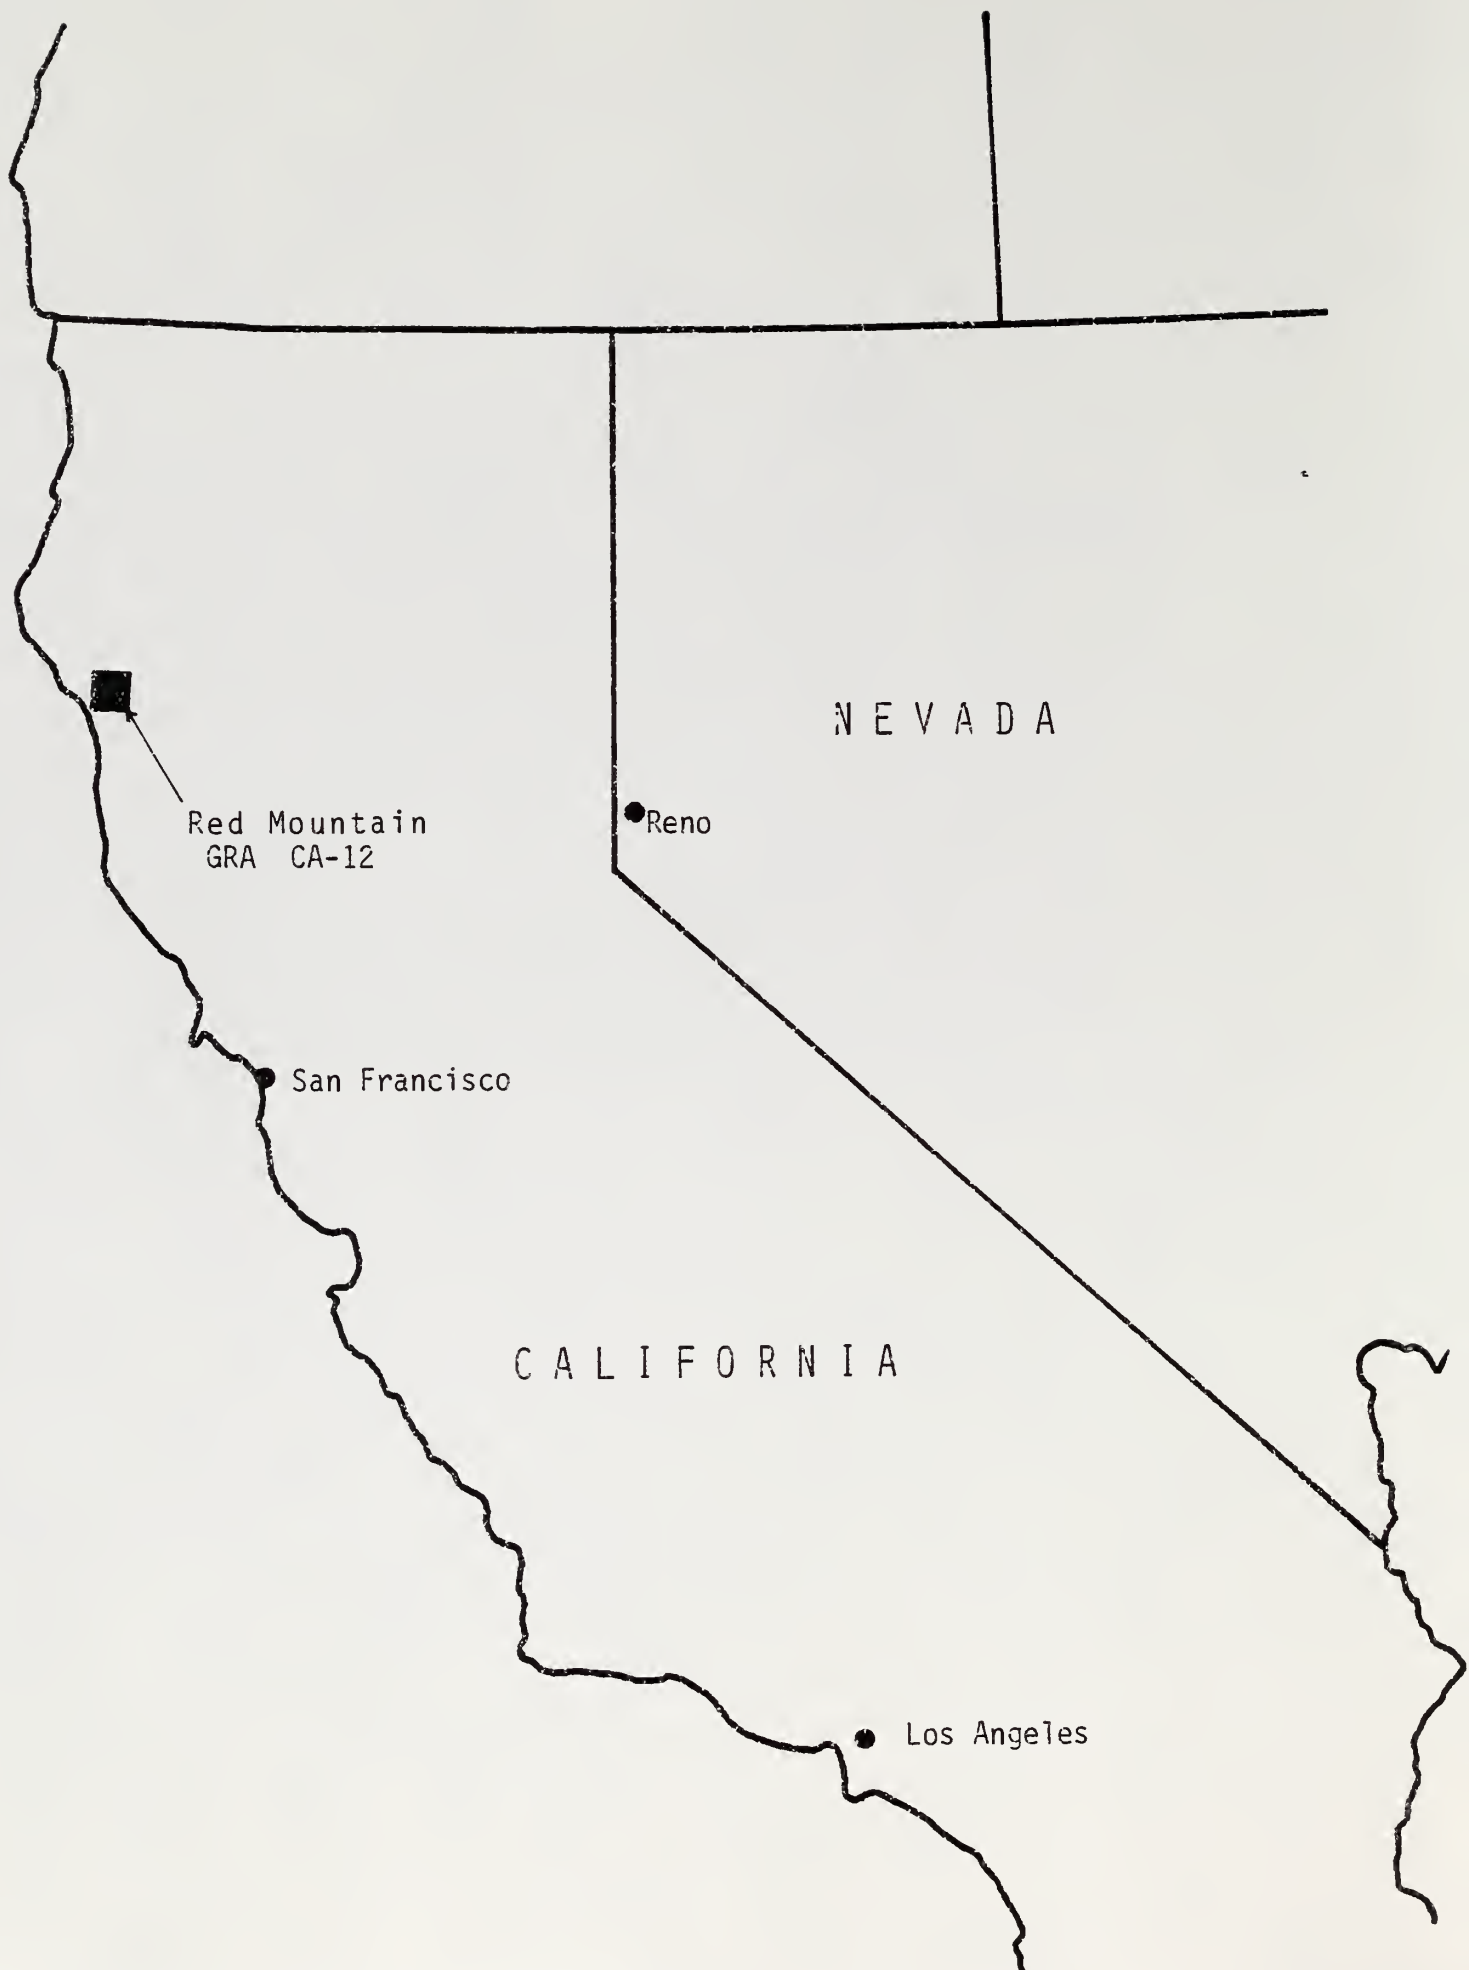 NEVADA
Reno
Red Mountain
GRA CA-12
San Francisco
CALIFORNIA
Los Angeles